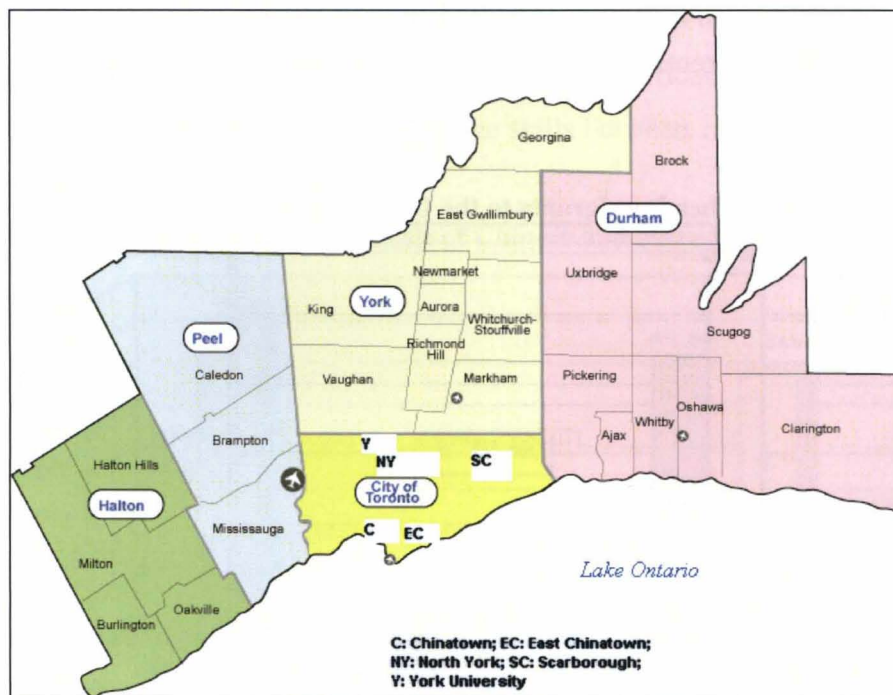 Georgina
Brock
East Gwillimbury
Durham
Newmarket
Uxbridge
King
York
Aurora
Whitchurch-
Stouffville
Scugog
Peel
Richmond
Hill
Caledon
Vaughan
Markham
Pickering
Oshawa
Whitby
Ajax
Clarington
Brampton
Y
NY
SC
Halton Hills
City of
Toronto
Halton
Mississauga
C
EC
Milton
Lake Ontario
Oakville
Burlington
C: Chinatown; EC: East Chinatown;
NY: North York; SC: Scarborough;
Y: York University